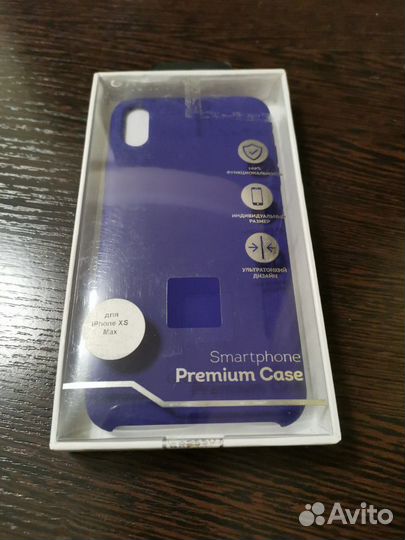 100%
ФУНКЦИОНАЛЬНОСТЬ
ИНДИВИДУАЛЬНЫЙ
РАЗМЕР
УЛЬТРАТОНКИЙ
ДИЗАЙН
для
iPhone XS
Max
Smartphone
Premium Case
Avito